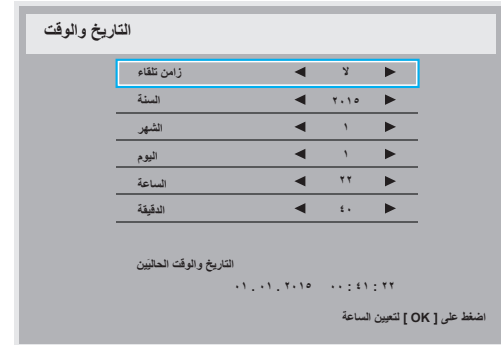 التاريخ والوقت
زامن تلقاء ◀ لا ▶
السنة ◀ ٢٠١٥ ▶
الشهر ◀ ١ ▶
اليوم ◀ ١ ▶
الساعة ◀ ٢٢ ▶
الدقيقة ◀ ٤٠ ▶
التاريخ والوقت الحاليين
٠١.٠١.٢٠١٥ ٠٠:٤١:٢٢
اضغط على [ OK ] لتعيين الساعة